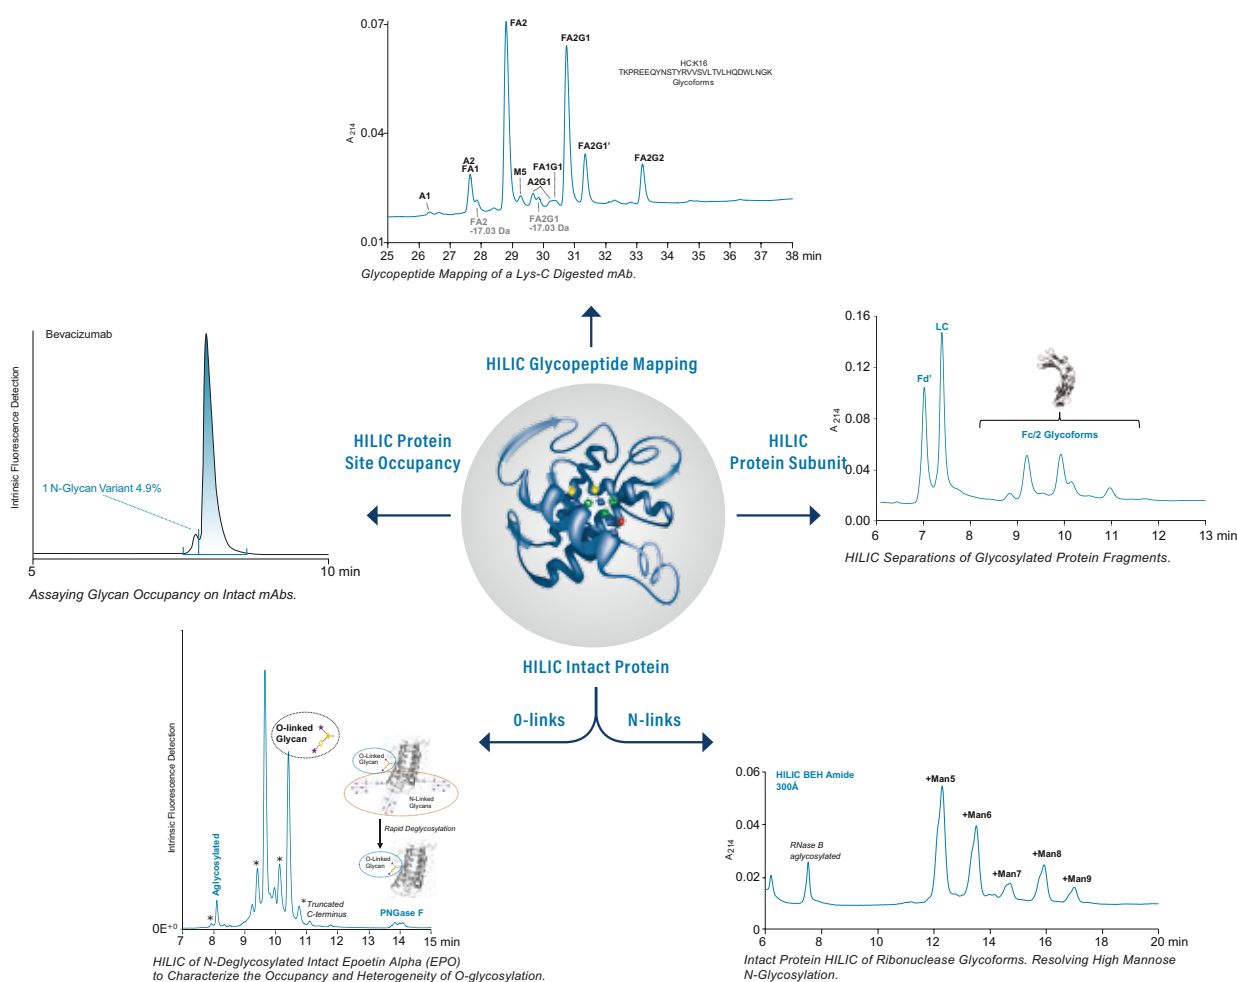 0.07
FA2
FA2G1
HC:K16
TKPREEQYNSTYRVVSVLTVLHQDWLNGK
Glycoforms
A 214
0.04
A2
FA1
M5
FA1G1
A2G1
FA2G1'
FA2G2
A1
FA2
-17.03 Da
FA2G1
-17.03 Da
0.01
25 26 27 28 29 30 31 32 33 34 35 36 37 38 min
Glycopeptide Mapping of a Lys-C Digested mAb.
HILIC Glycopeptide Mapping
Bevacizumab
Intrinsic Fluorescence Detection
1 N-Glycan Variant 4.9%
5 10 min
Assaying Glycan Occupancy on Intact mAbs.
HILIC Protein
Site Occupancy
HILIC
Protein Subunit
0.16
0.12
0.08
0.04
0.00
A 214
LC
Fd'
Fc/2 Glycoforms
6 7 8 9 10 11 12 13 min
HILIC Separations of Glycosylated Protein Fragments.
HILIC Intact Protein
O-links
N-links
Intrinsic Fluorescence Detection
O-linked
Glycan
Aglycosylated
*
*
*
*Truncated
C-terminus
O-Linked
Glycan
N-Linked
Glycans
Rapid Deglycosylation
O-Linked
Glycan
PNGase F
0E+0
7 8 9 10 11 12 13 14 15 min
HILIC of N-Deglycosylated Intact Epoetin Alpha (EPO)
to Characterize the Occupancy and Heterogeneity of O-glycosylation.
0.06
0.04
0.02
0
A214
HILIC BEH Amide
300Å
RNase B
aglycosylated
+Man5
+Man6
+Man7
+Man8
+Man9
6 8 10 12 14 16 18 20 min
Intact Protein HILIC of Ribonuclease Glycoforms. Resolving High Mannose
N-Glycosylation.